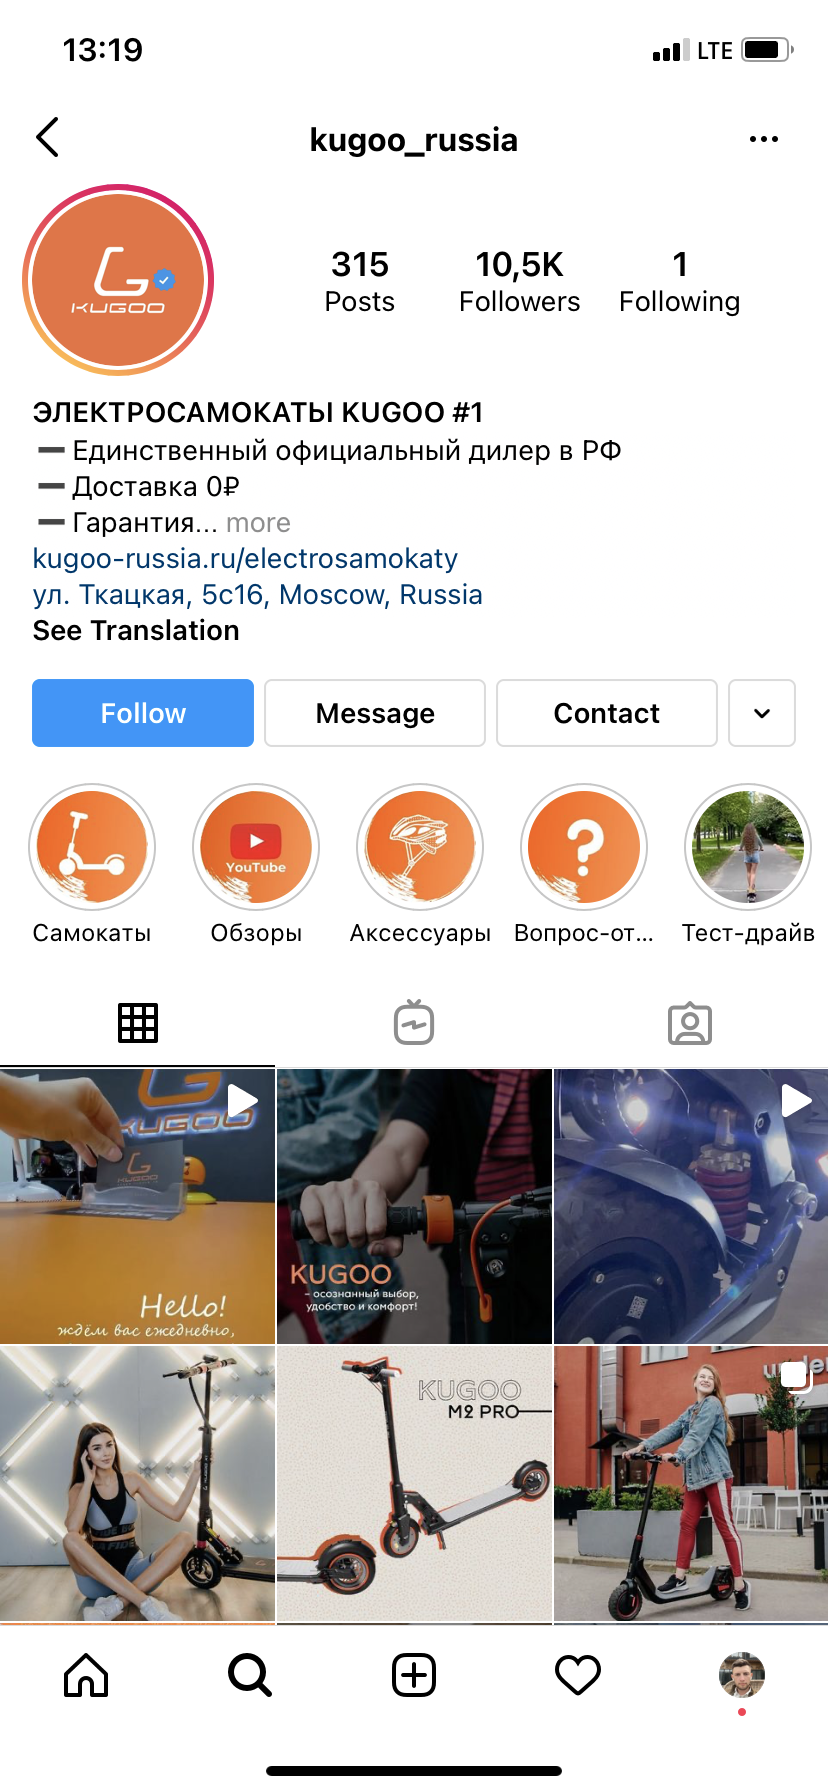 13:19
LTE
kugoo_russia
KUGOO
315
Posts
10,5K
Followers
1
Following
ЭЛЕКТРОСАМОКАТЫ KUGOO #1
➖Единственный официальный дилер в РФ
➖Доставка 0₽
➖Гарантия... more
kugoo-russia.ru/electrosamokaty
ул. Ткацкая, 5с16, Moscow, Russia
See Translation
Follow
Message
Contact
YouTube
Самокаты
Обзоры
Аксессуары
Вопрос-от...
Тест-драйв
KUGOO
KUGOO
Hello!
ждём вас ежедневно,
KUGOO
- осознанный выбор,
удобство и комфорт!
KUGOO
M2 PRO